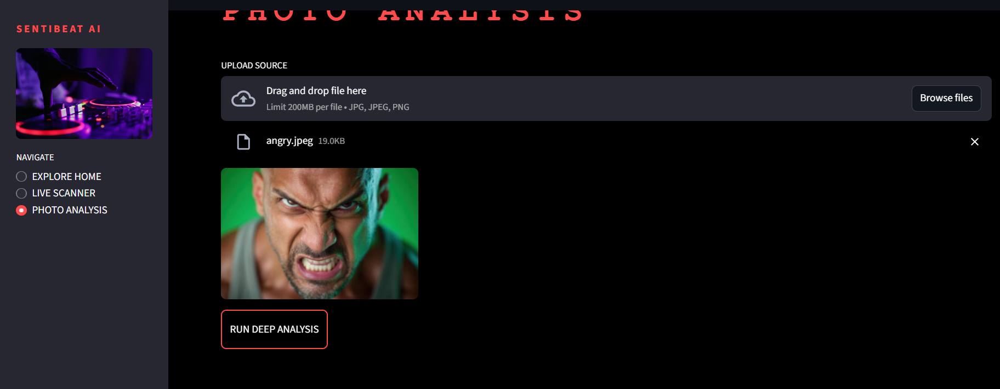 SENTIBEAT AI
NAVIGATE
EXPLORE HOME
LIVE SCANNER
PHOTO ANALYSIS
PHOTO ANALYSIS
UPLOAD SOURCE
Drag and drop file here
Limit 200MB per file • JPG, JPEG, PNG
Browse files
angry.jpeg 19.0KB
RUN DEEP ANALYSIS